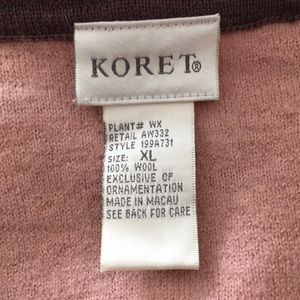 KORET®
PLANT# WX
RETAIL AW332
STYLE 199A731
SIZE: XL
100% WOOL
EXCLUSIVE OF
ORNAMENTATION
MADE IN MACAU
SEE BACK FOR CARE